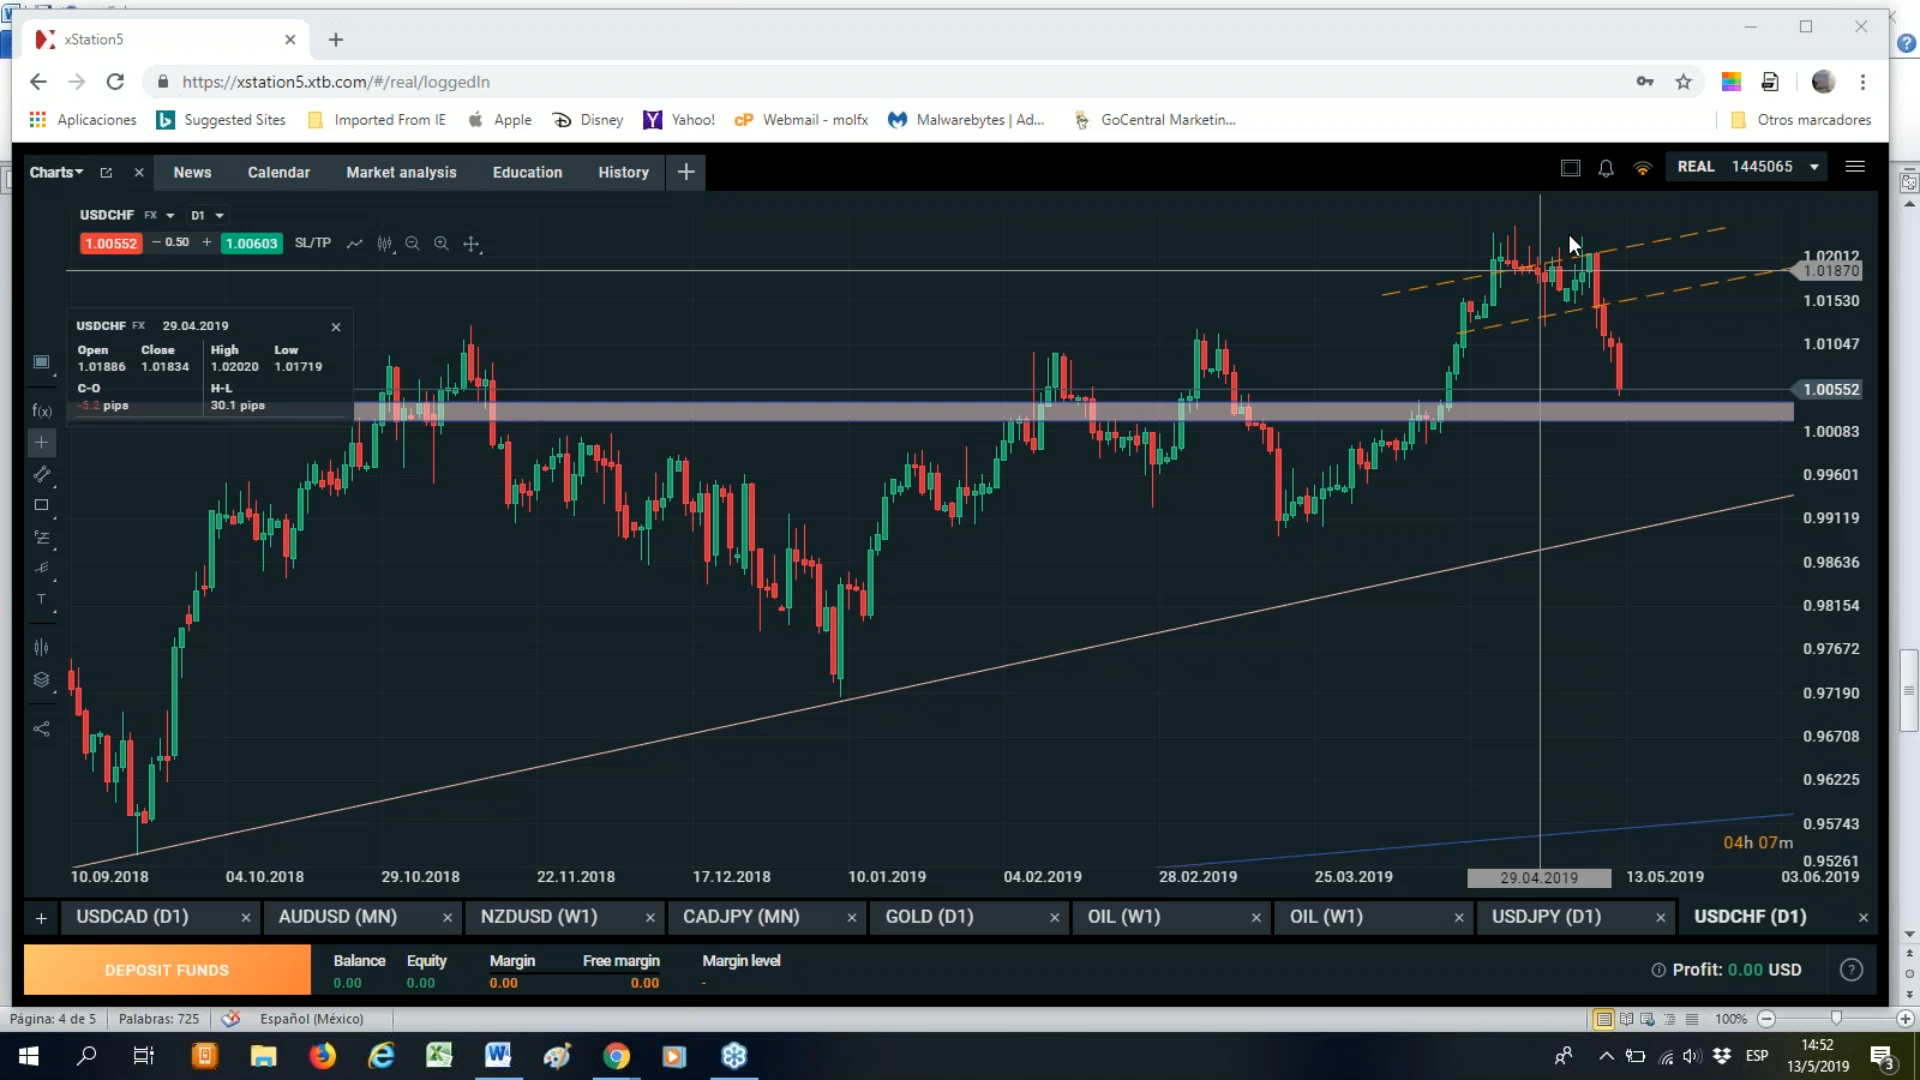 xStation5
https://xstation5.xtb.com/#/real/loggedIn
Aplicaciones
Suggested Sites
Imported From IE
Apple
Disney
Yahoo!
Webmail - molfx
Malwarebytes | Ad...
GoCentral Marketin...
Otros marcadores
Charts
News
Calendar
Market analysis
Education
History
REAL 1445065
USDCHF FX D1
1.00552 − 0.50 + 1.00603 SL/TP
USDCHF FX 29.04.2019
Open Close High Low
1.01886 1.01834 1.02020 1.01719
C-O H-L
-5.2 pips 30.1 pips
1.02012
1.01870
1.01530
1.01047
1.00552
1.00083
0.99601
0.99119
0.98636
0.98154
0.97672
0.97190
0.96708
0.96225
0.95743
04h 07m
0.95261
10.09.2018 04.10.2018 29.10.2018 22.11.2018 17.12.2018 10.01.2019 04.02.2019 28.02.2019 25.03.2019 29.04.2019 13.05.2019 03.06.2019
USDCAD (D1)
AUDUSD (MN)
NZDUSD (W1)
CADJPY (MN)
GOLD (D1)
OIL (W1)
OIL (W1)
USDJPY (D1)
USDCHF (D1)
DEPOSIT FUNDS
Balance Equity Margin Free margin Margin level
0.00 0.00 0.00 0.00 -
Profit: 0.00 USD
Página: 4 de 5 Palabras: 725 Español (México) 100%
ESP
14:52
13/5/2019
3